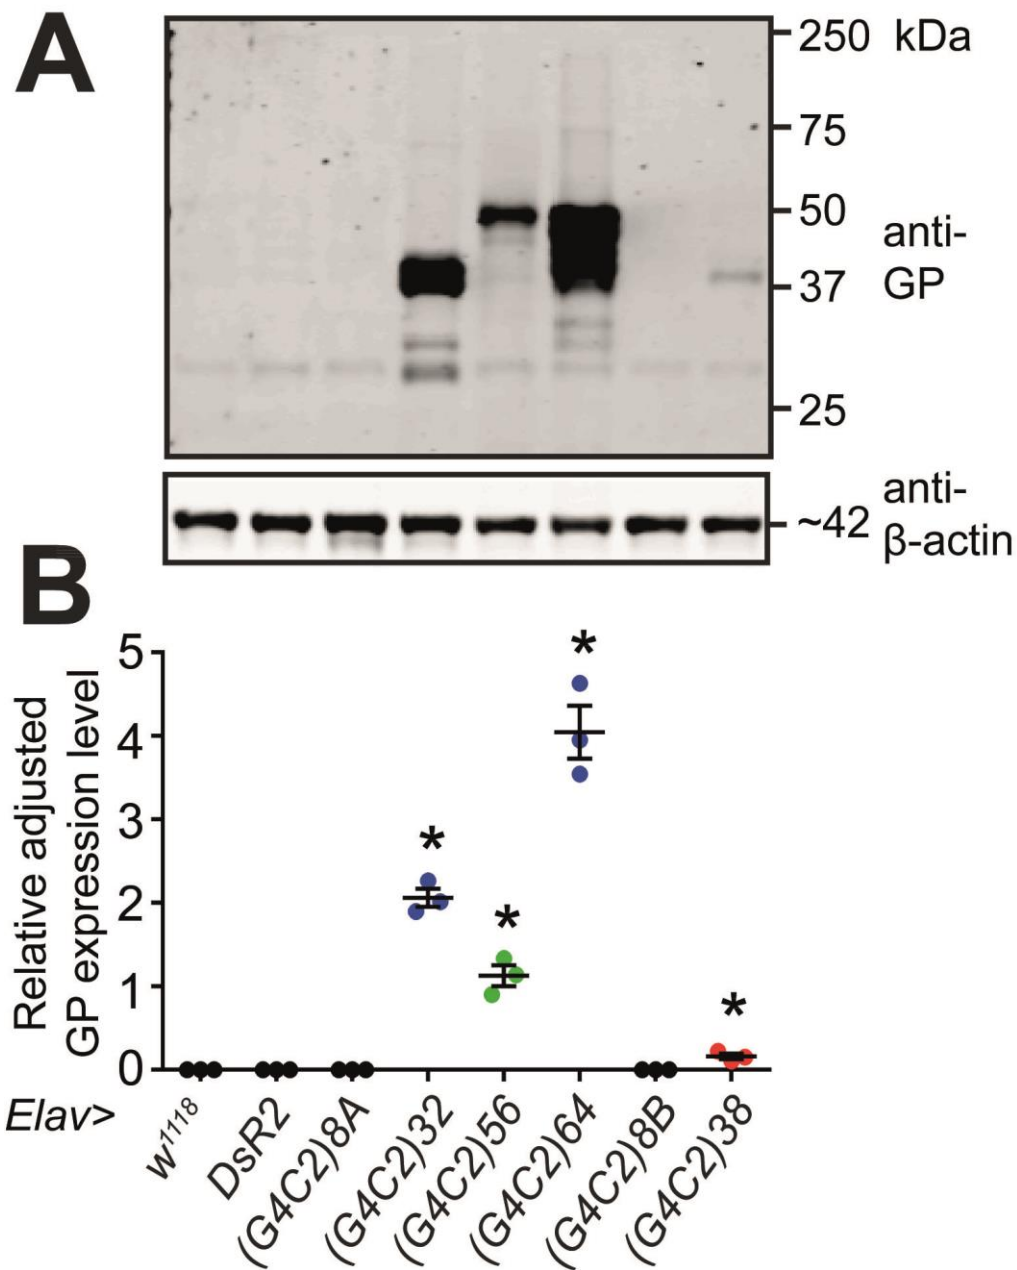 A
250 kDa
75
50
anti-
GP
37
25
anti-
β-actin
~42
B
Relative adjusted
GP expression level
5
4
3
2
1
0
*
*
*
*
Elav>
w1118
DsR2
(G4C2)8A
(G4C2)32
(G4C2)56
(G4C2)64
(G4C2)8B
(G4C2)38